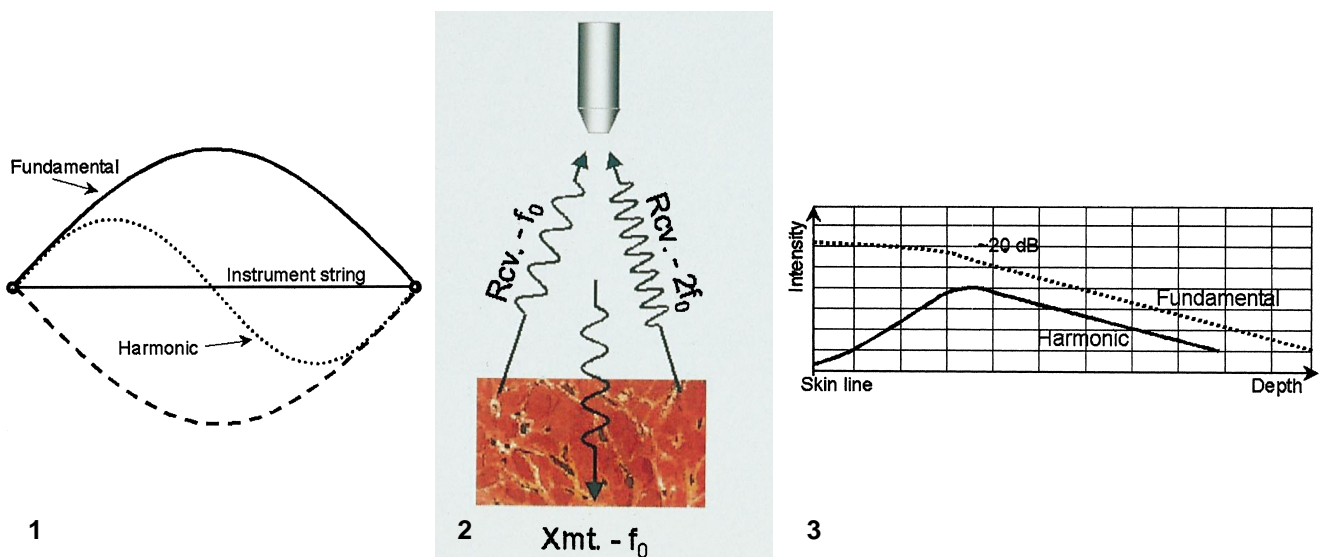 Fundamental
Instrument string
Harmonic
1
Rcv. - f₀
Rcv. - 2f₀
Xmt. - f₀
2
Intensity
~20 dB
Fundamental
Harmonic
Skin line
Depth
3